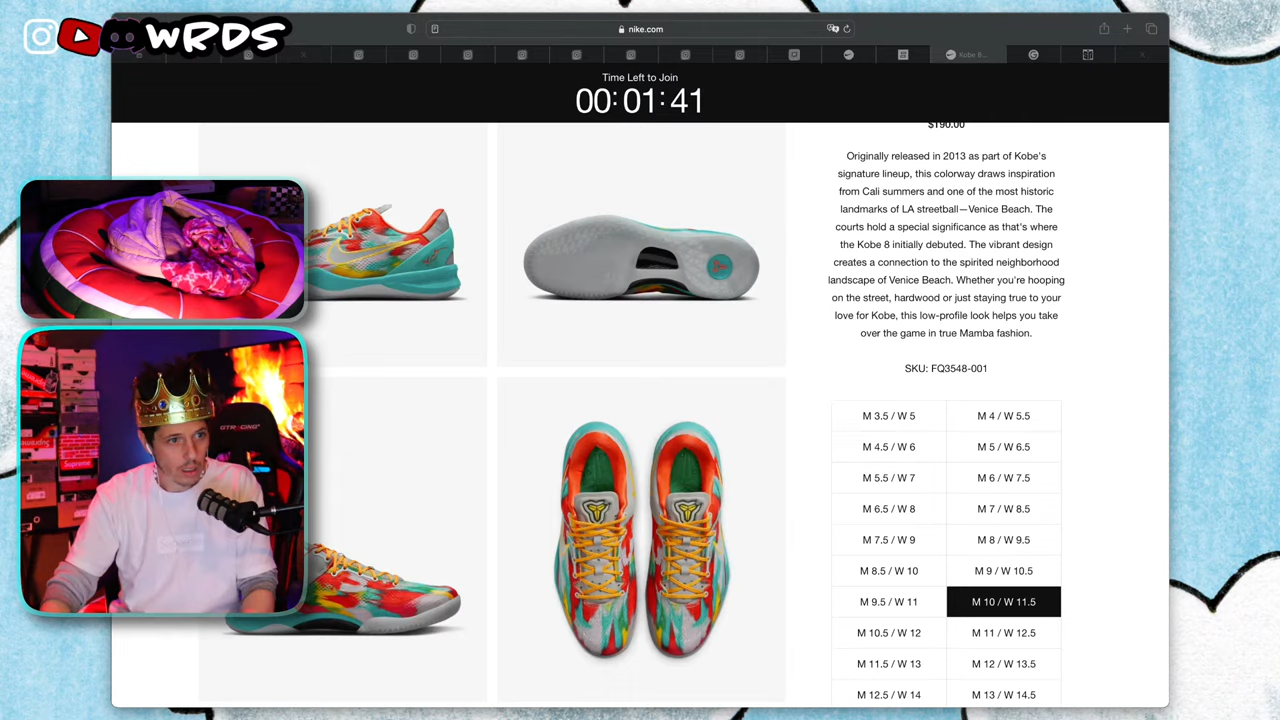 WRDS
nike.com
Kobe B...
Time Left to Join
00:01:41
$190.00
Originally released in 2013 as part of Kobe's
signature lineup, this colorway draws inspiration
from Cali summers and one of the most historic
landmarks of LA streetball—Venice Beach. The
courts hold a special significance as that's where
the Kobe 8 initially debuted. The vibrant design
creates a connection to the spirited neighborhood
landscape of Venice Beach. Whether you're hooping
on the street, hardwood or just staying true to your
love for Kobe, this low-profile look helps you take
over the game in true Mamba fashion.
SKU: FQ3548-001
M 3.5 / W 5
M 4 / W 5.5
M 4.5 / W 6
M 5 / W 6.5
M 5.5 / W 7
M 6 / W 7.5
M 6.5 / W 8
M 7 / W 8.5
M 7.5 / W 9
M 8 / W 9.5
M 8.5 / W 10
M 9 / W 10.5
M 9.5 / W 11
M 10 / W 11.5
M 10.5 / W 12
M 11 / W 12.5
M 11.5 / W 13
M 12 / W 13.5
M 12.5 / W 14
M 13 / W 14.5
GTRACING
Supreme